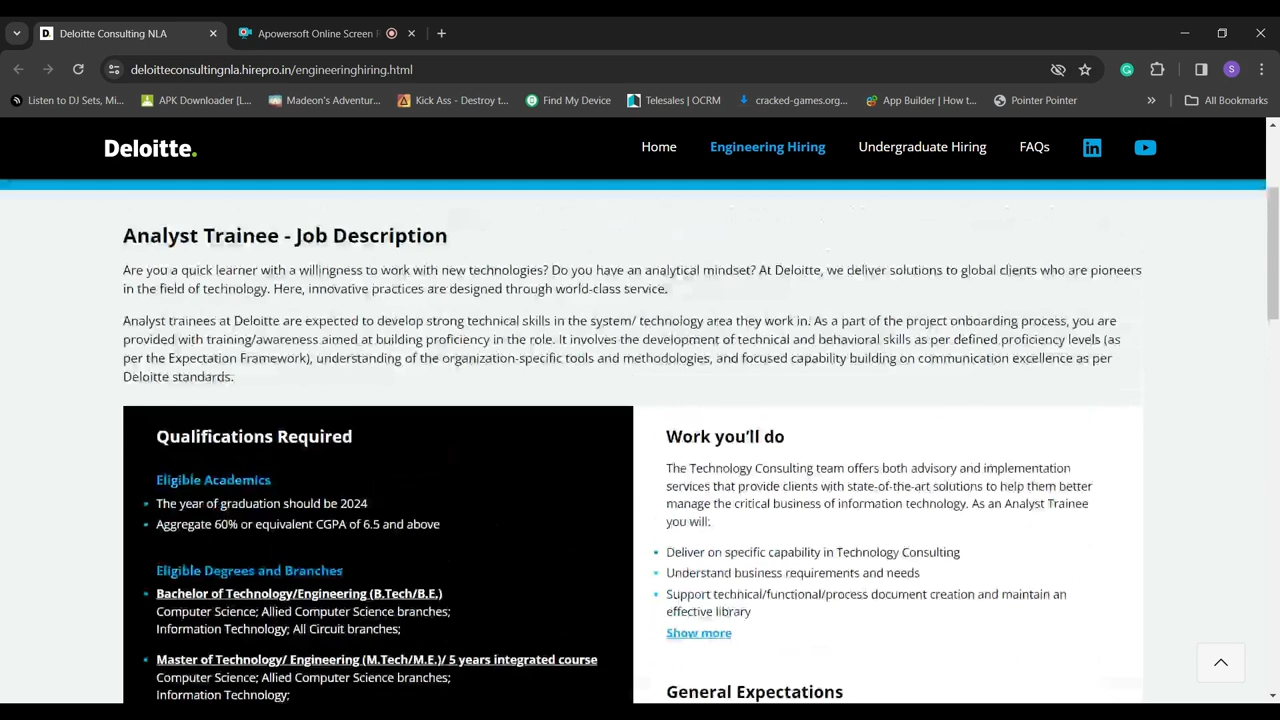 Deloitte Consulting NLA
Apowersoft Online Screen
deloitteconsultingnla.hirepro.in/engineeringhiring.html
S
Listen to DJ Sets, Mi...
APK Downloader [L...
Madeon's Adventur...
Kick Ass - Destroy t...
Find My Device
Telesales | OCRM
cracked-games.org...
App Builder | How t...
Pointer Pointer
All Bookmarks
Deloitte.
Home
Engineering Hiring
Undergraduate Hiring
FAQs
in
Analyst Trainee - Job Description
Are you a quick learner with a willingness to work with new technologies? Do you have an analytical mindset? At Deloitte, we deliver solutions to global clients who are pioneers
in the field of technology. Here, innovative practices are designed through world-class service.
Analyst trainees at Deloitte are expected to develop strong technical skills in the system/ technology area they work in. As a part of the project onboarding process, you are
provided with training/awareness aimed at building proficiency in the role. It involves the development of technical and behavioral skills as per defined proficiency levels (as
per the Expectation Framework), understanding of the organization-specific tools and methodologies, and focused capability building on communication excellence as per
Deloitte standards.
Qualifications Required
Eligible Academics
The year of graduation should be 2024
Aggregate 60% or equivalent CGPA of 6.5 and above
Eligible Degrees and Branches
Bachelor of Technology/Engineering (B.Tech/B.E.)
Computer Science; Allied Computer Science branches;
Information Technology; All Circuit branches;
Master of Technology/ Engineering (M.Tech/M.E.)/ 5 years integrated course
Computer Science; Allied Computer Science branches;
Information Technology;
Work you'll do
The Technology Consulting team offers both advisory and implementation
services that provide clients with state-of-the-art solutions to help them better
manage the critical business of information technology. As an Analyst Trainee
you will:
Deliver on specific capability in Technology Consulting
Understand business requirements and needs
Support technical/functional/process document creation and maintain an
effective library
Show more
General Expectations